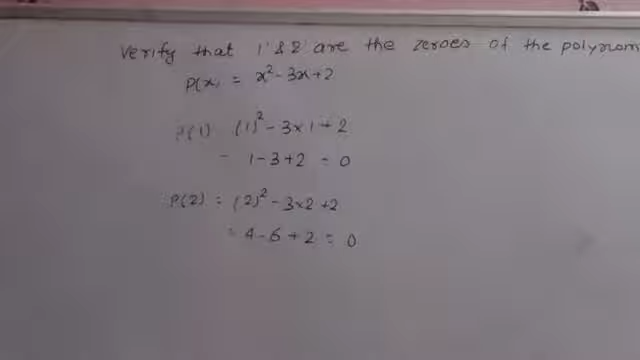 Verify that 1 & 2 are the zeroes of the polynom
P(x) = x² - 3x + 2
P(1) (1)² - 3×1 + 2
= 1 - 3 + 2 = 0
P(2) = (2)² - 3×2 + 2
= 4 - 6 + 2 = 0